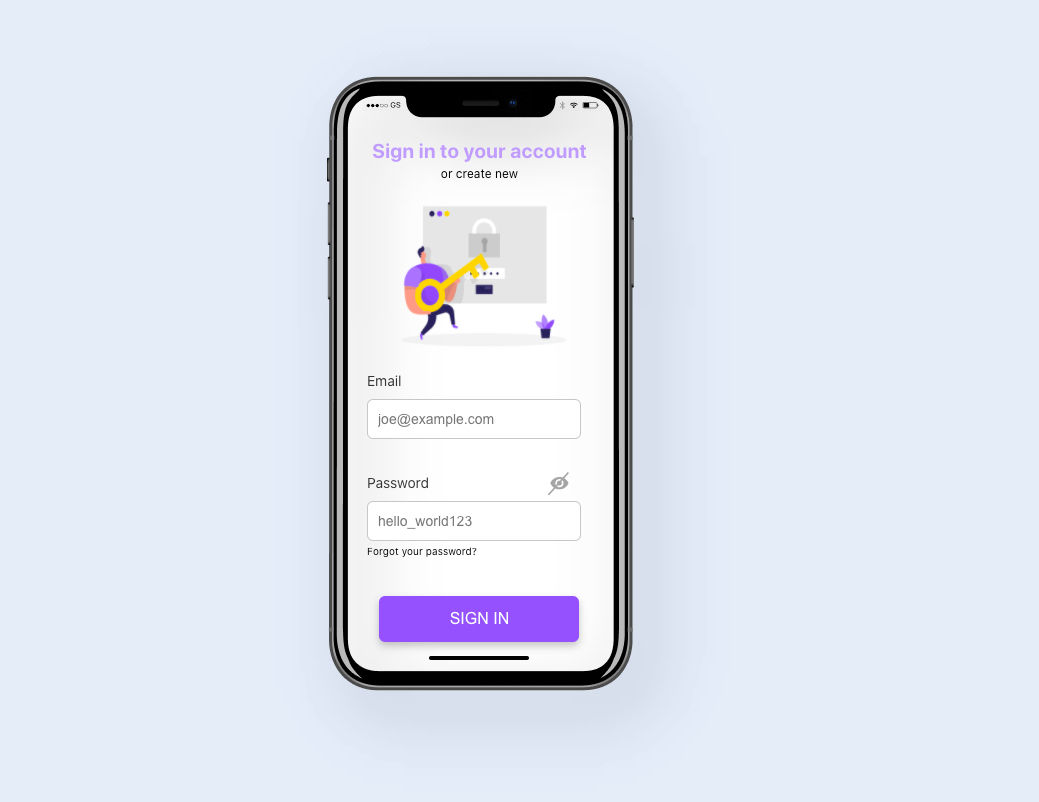 GS
Sign in to your account
or create new
Email
joe@example.com
Password
hello_world123
Forgot your password?
SIGN IN